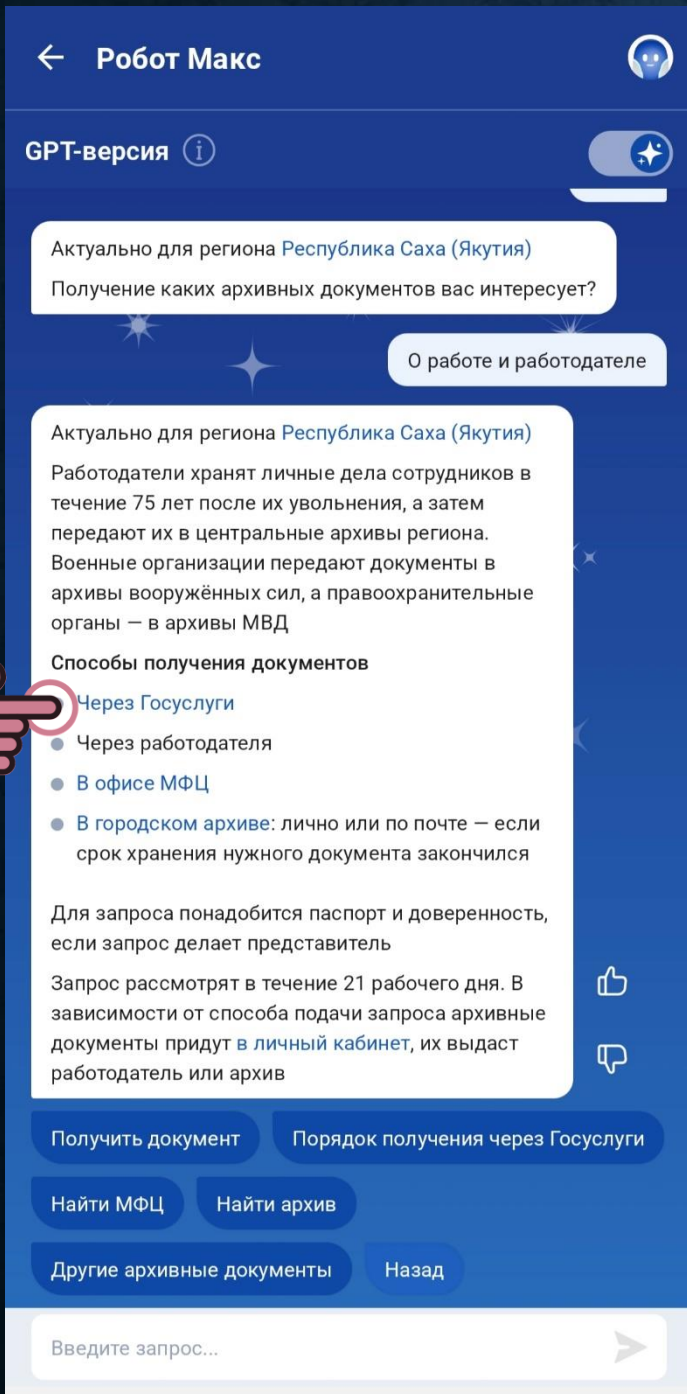 Робот Макс
GPT-версия
Актуально для региона Республика Саха (Якутия)
Получение каких архивных документов вас интересует?
О работе и работодателе
Актуально для региона Республика Саха (Якутия)
Работодатели хранят личные дела сотрудников в
течение 75 лет после их увольнения, а затем
передают их в центральные архивы региона.
Военные организации передают документы в
архивы вооружённых сил, а правоохранительные
органы — в архивы МВД
Способы получения документов
Через Госуслуги
Через работодателя
В офисе МФЦ
В городском архиве: лично или по почте — если
срок хранения нужного документа закончился
Для запроса понадобится паспорт и доверенность,
если запрос делает представитель
Запрос рассмотрят в течение 21 рабочего дня. В
зависимости от способа подачи запроса архивные
документы придут в личный кабинет, их выдаст
работодатель или архив
Получить документ
Порядок получения через Госуслуги
Найти МФЦ
Найти архив
Другие архивные документы
Назад
Введите запрос...